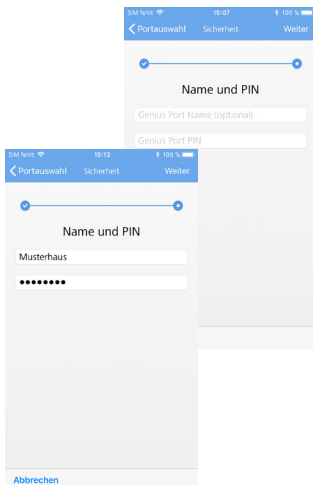 SIM fehlt 15:07 100 %
Portauswahl Sicherheit Weiter
Name und PIN
Genius Port Name (optional)
Genius Port PIN
SIM fehlt 15:13 100 %
Portauswahl Sicherheit Weiter
Name und PIN
Musterhaus
●●●●●●●●
Abbrechen